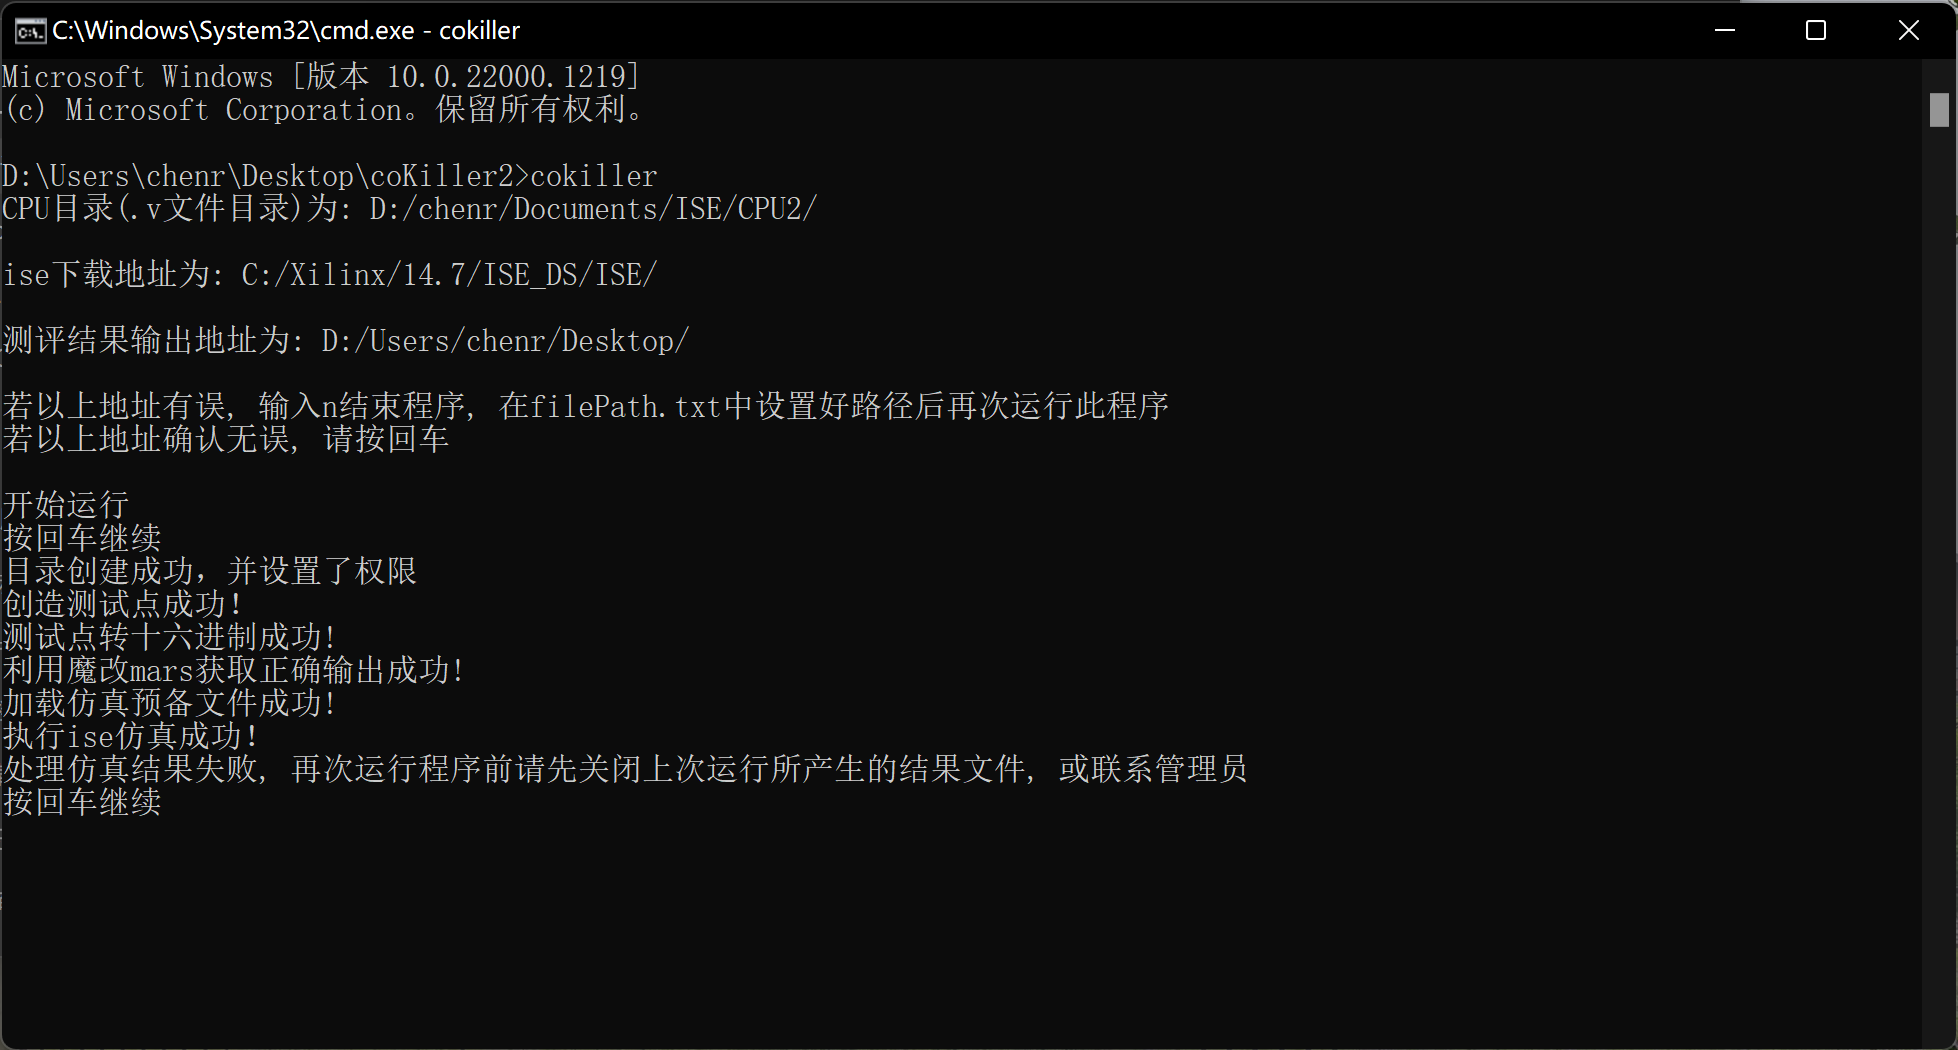 C:\Windows\System32\cmd.exe - cokiller
Microsoft Windows [版本 10.0.22000.1219]
(c) Microsoft Corporation。保留所有权利。
D:\Users\chenr\Desktop\coKiller2>cokiller
CPU目录(.v文件目录)为: D:/chenr/Documents/ISE/CPU2/
ise下载地址为: C:/Xilinx/14.7/ISE_DS/ISE/
测评结果输出地址为: D:/Users/chenr/Desktop/
若以上地址有误, 输入n结束程序, 在filePath.txt中设置好路径后再次运行此程序
若以上地址确认无误, 请按回车
开始运行
按回车继续
目录创建成功，并设置了权限
创造测试点成功!
测试点转十六进制成功!
利用魔改mars获取正确输出成功!
加载仿真预备文件成功!
执行ise仿真成功!
处理仿真结果失败, 再次运行程序前请先关闭上次运行所产生的结果文件, 或联系管理员
按回车继续